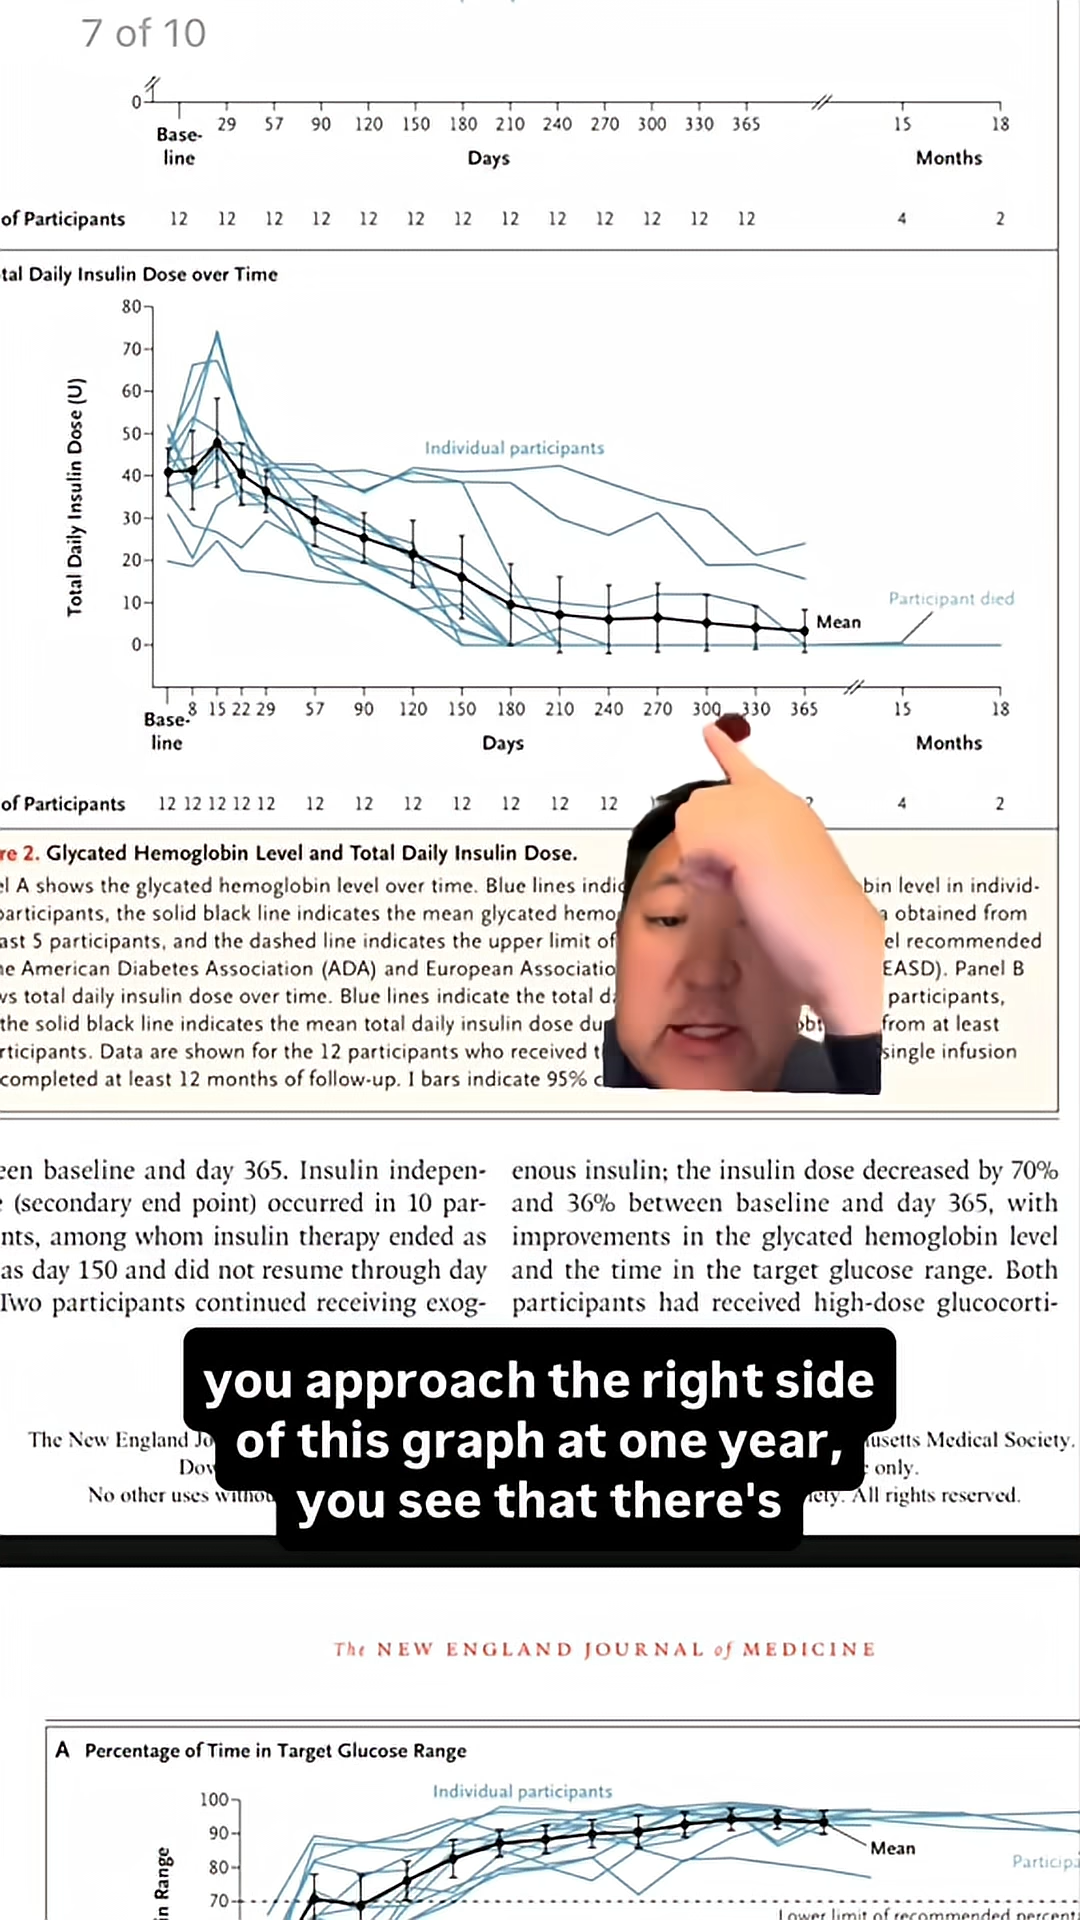 7 of 10
0
Base-
line
29 57 90 120 150 180 210 240 270 300 330 365 15 18
Days Months
of Participants 12 12 12 12 12 12 12 12 12 12 12 12 12 4 2
tal Daily Insulin Dose over Time
80
70
60
50
40
30
20
10
0
Total Daily Insulin Dose (U)
Individual participants
Participant died
Mean
Base-
line
8 15 22 29 57 90 120 150 180 210 240 270 300 330 365 15 18
Days Months
of Participants 12 12 12 12 12 12 12 12 12 12 12 12 4 2
re 2. Glycated Hemoglobin Level and Total Daily Insulin Dose.
el A shows the glycated hemoglobin level over time. Blue lines indic bin level in individ-
participants, the solid black line indicates the mean glycated hemo obtained from
ast 5 participants, and the dashed line indicates the upper limit of el recommended
he American Diabetes Association (ADA) and European Associatio EASD). Panel B
ws total daily insulin dose over time. Blue lines indicate the total d participants,
the solid black line indicates the mean total daily insulin dose du obt from at least
rticipants. Data are shown for the 12 participants who received t single infusion
completed at least 12 months of follow-up. I bars indicate 95% c
een baseline and day 365. Insulin indepen-
(secondary end point) occurred in 10 par-
nts, among whom insulin therapy ended as
as day 150 and did not resume through day
Two participants continued receiving exog-
enous insulin; the insulin dose decreased by 70%
and 36% between baseline and day 365, with
improvements in the glycated hemoglobin level
and the time in the target glucose range. Both
participants had received high-dose glucocorti-
you approach the right side
of this graph at one year,
you see that there's
The New England Jo usetts Medical Society.
Dow only.
No other uses withou iety. All rights reserved.
The NEW ENGLAND JOURNAL of MEDICINE
A Percentage of Time in Target Glucose Range
Individual participants
100
90
80
70
in Range
Mean
Particip
Lower limit of recommended percent